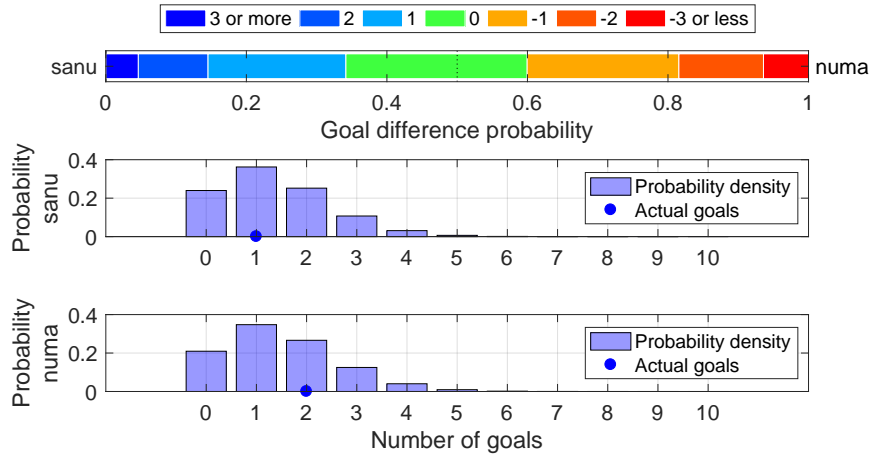 3 or more 2 1 0 -1 -2 -3 or less
sanu numa
0 0.2 0.4 0.6 0.8 1
Goal difference probability
Probability
sanu
0.4
0.2
0
Probability density
Actual goals
0 1 2 3 4 5 6 7 8 9 10
Probability
numa
0.4
0.2
0
Probability density
Actual goals
0 1 2 3 4 5 6 7 8 9 10
Number of goals